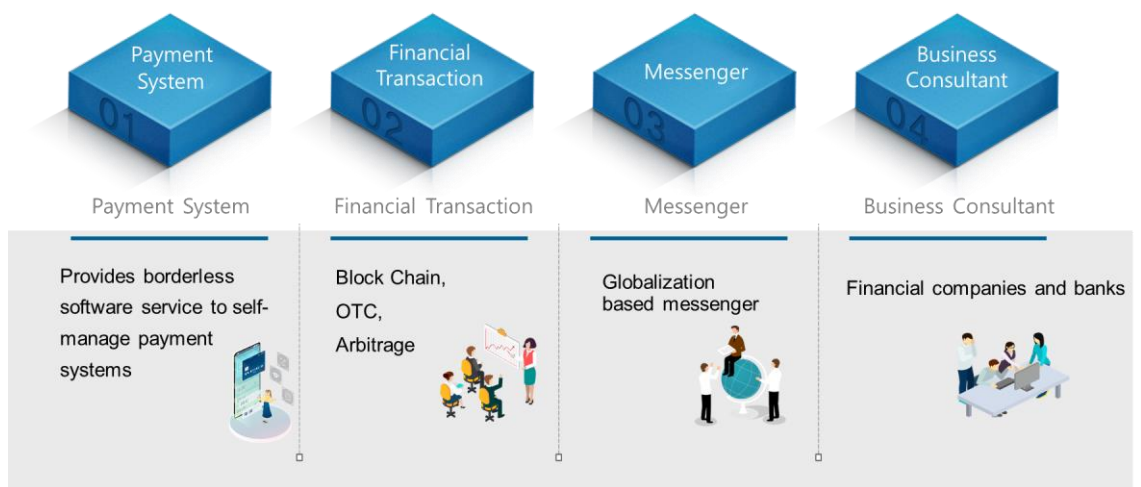 Payment
System
01
Financial
Transaction
02
Messenger
03
Business
Consultant
04
Payment System
Financial Transaction
Messenger
Business Consultant
Provides borderless
software service to self-
manage payment
systems
Block Chain,
OTC,
Arbitrage
Globalization
based messenger
Financial companies and banks